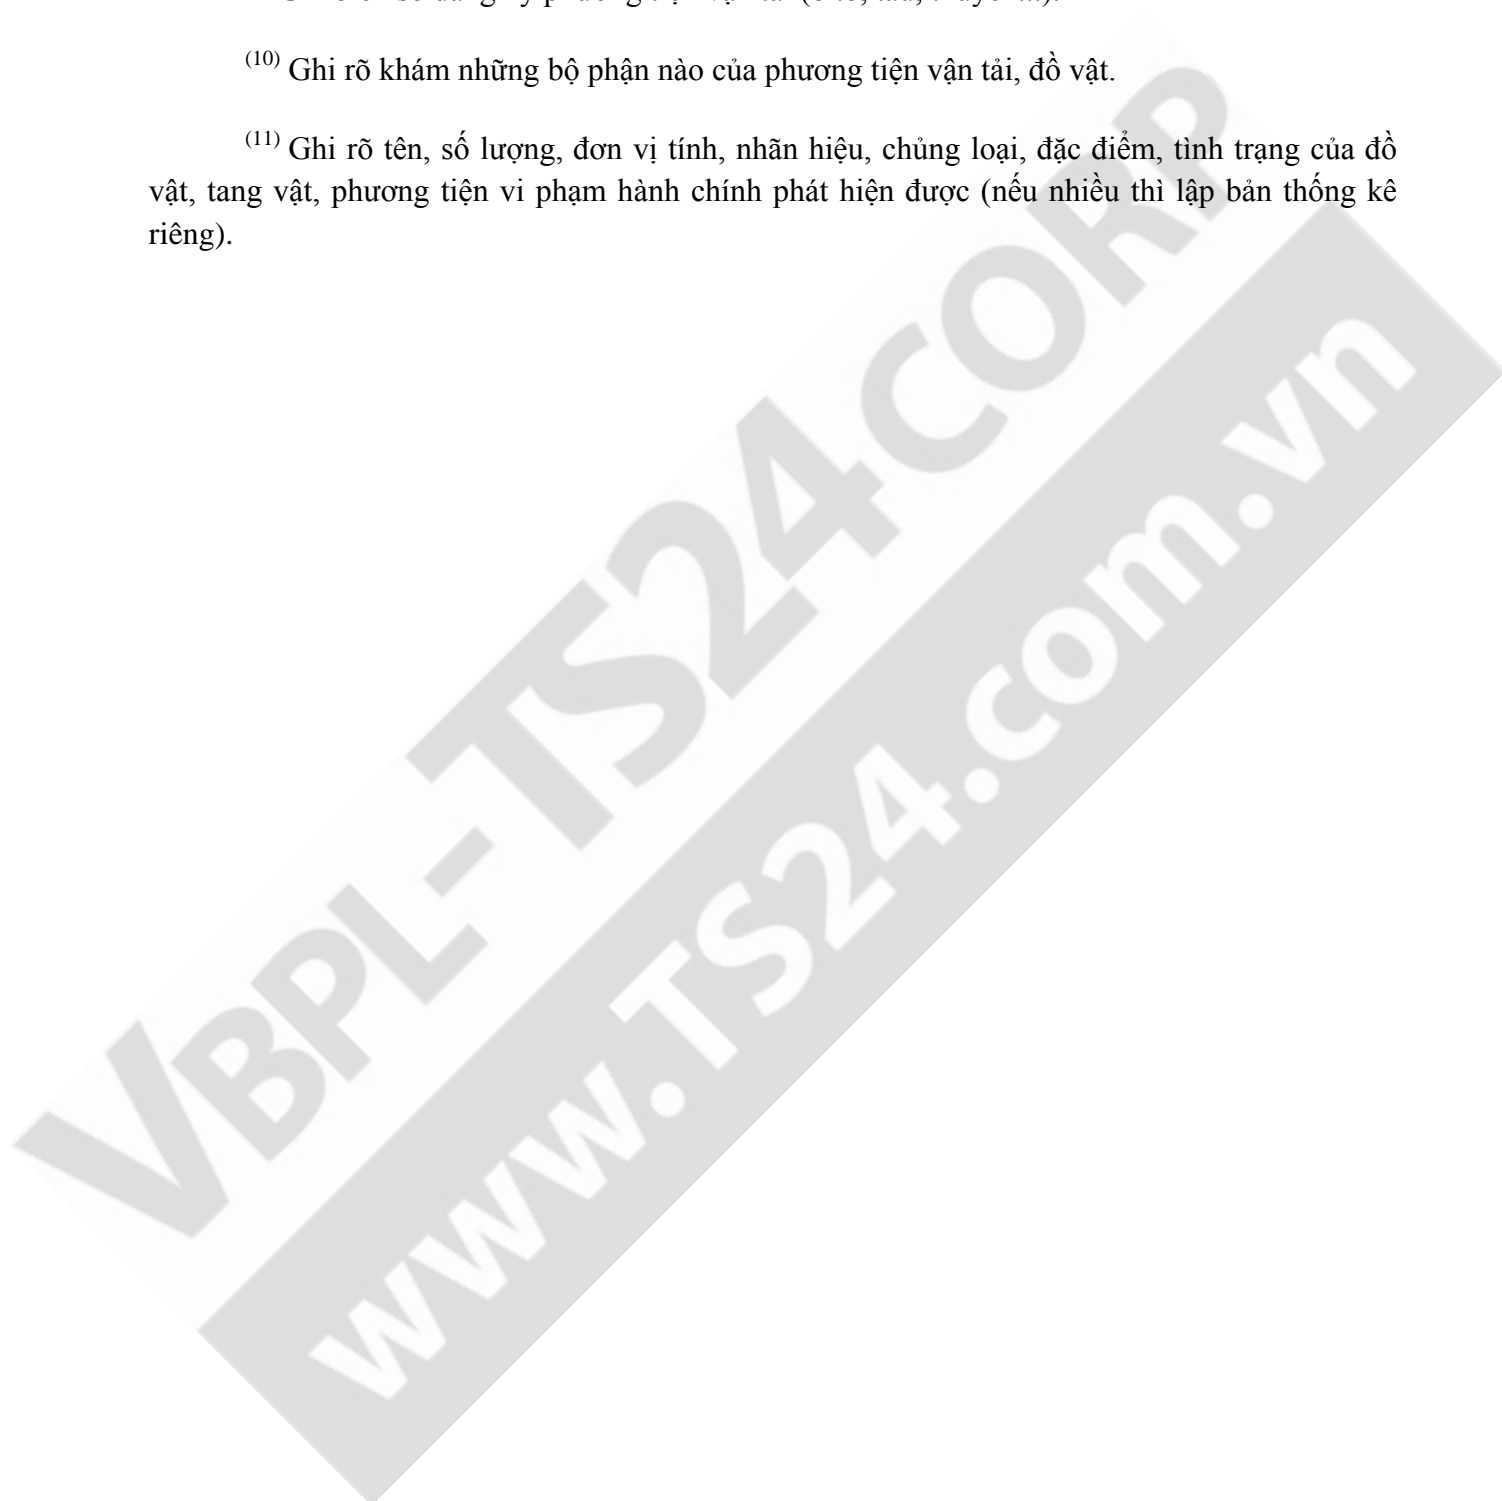 (10) Ghi rõ khám những bộ phận nào của phương tiện vận tải, đồ vật.
(11) Ghi rõ tên, số lượng, đơn vị tính, nhãn hiệu, chủng loại, đặc điểm, tình trạng của đồ
vật, tang vật, phương tiện vi phạm hành chính phát hiện được (nếu nhiều thì lập bản thống kê
riêng).
VBPL-TS24CORP
www.TS24.com.vn